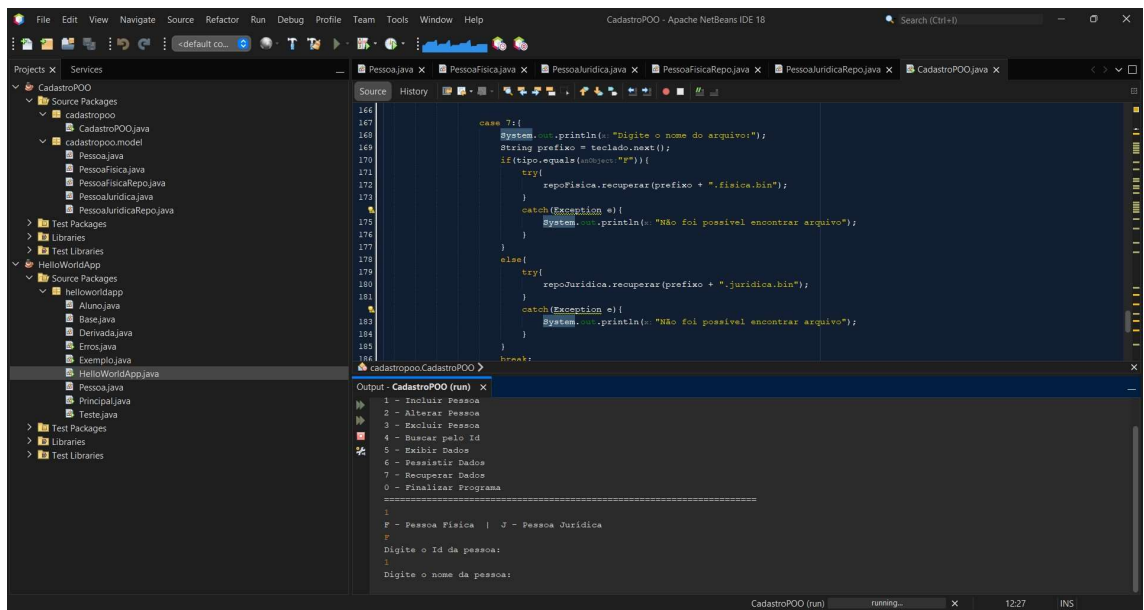 File Edit View Navigate Source Refactor Run Debug Profile Team Tools Window Help
CadastroPOO - Apache NetBeans IDE 18
Search (Ctrl+I)
<default co...
Projects × Services
CadastroPOO
Source Packages
cadastropoo
CadastroPOO.java
cadastropoo.model
Pessoa.java
PessoaFisica.java
PessoaFisicaRepo.java
PessoaJuridica.java
PessoaJuridicaRepo.java
Test Packages
Libraries
Test Libraries
HelloWorldApp
Source Packages
helloworldapp
Aluno.java
Base.java
Derivada.java
Erros.java
Exemplo.java
HelloWorldApp.java
Pessoa.java
Principal.java
Teste.java
Test Packages
Libraries
Test Libraries
Pessoa.java × PessoaFisica.java × PessoaJuridica.java × PessoaFisicaRepo.java × PessoaJuridicaRepo.java × CadastroPOO.java ×
Source History
166
167 case 7:{
168 System.out.println(x: "Digite o nome do arquivo:");
169 String prefixo = teclado.next();
170 if(tipo.equals(anObject:"F")){
171 try{
172 repoFisica.recuperar(prefixo + ".fisica.bin");
173 }
catch(Exception e){
175 System.out.println(x: "Não foi possivel encontrar arquivo");
176 }
177 }
178 else{
179 try{
180 repoJuridica.recuperar(prefixo + ".juridica.bin");
181 }
catch(Exception e){
183 System.out.println(x: "Não foi possivel encontrar arquivo");
184 }
185 }
186 break;
cadastropoo.CadastroPOO
Output - CadastroPOO (run) ×
1 - Incluir Pessoa
2 - Alterar Pessoa
3 - Excluir Pessoa
4 - Buscar pelo Id
5 - Exibir Dados
6 - Pessistir Dados
7 - Recuperar Dados
0 - Finalizar Programa
======================================================================
1
F - Pessoa Fisica | J - Pessoa Juridica
F
Digite o Id da pessoa:
1
Digite o nome da pessoa:
CadastroPOO (run) running... × 12:27 INS